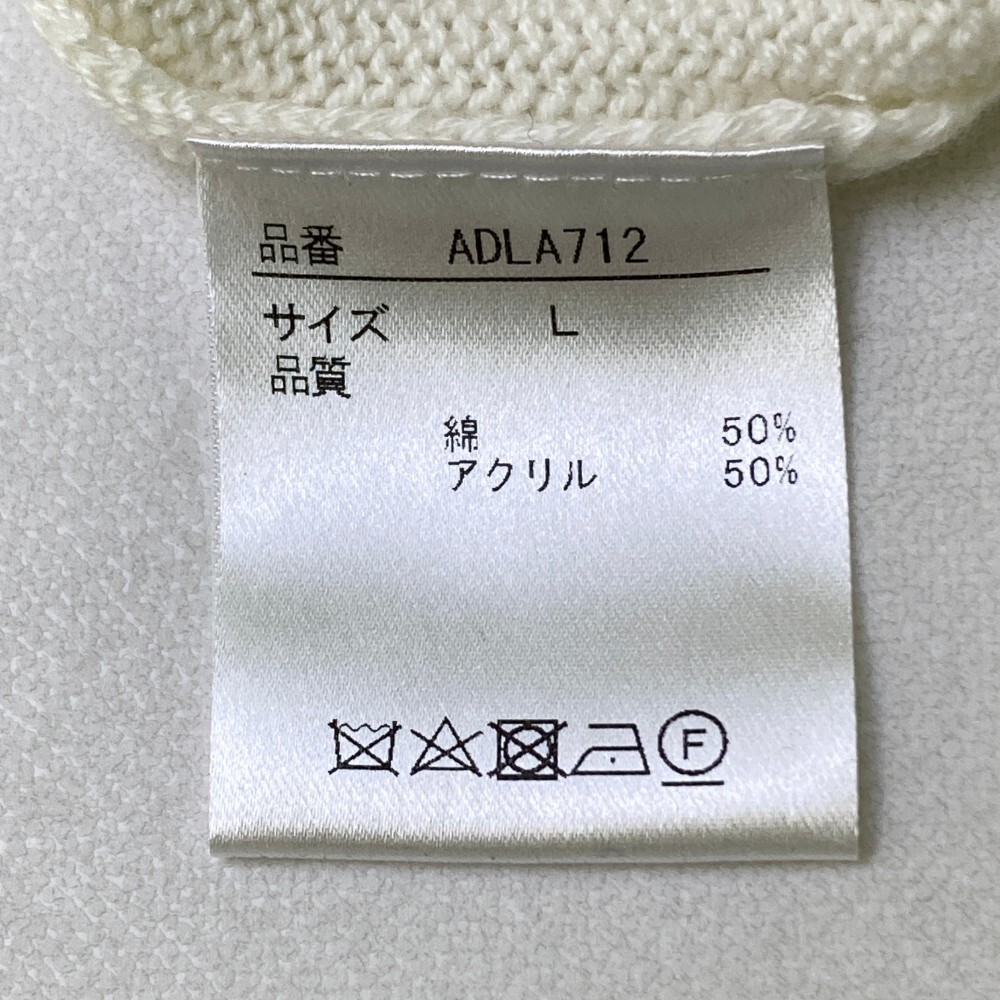 品番 ADLA712
サイズ L
品質
綿 50%
アクリル 50%
F